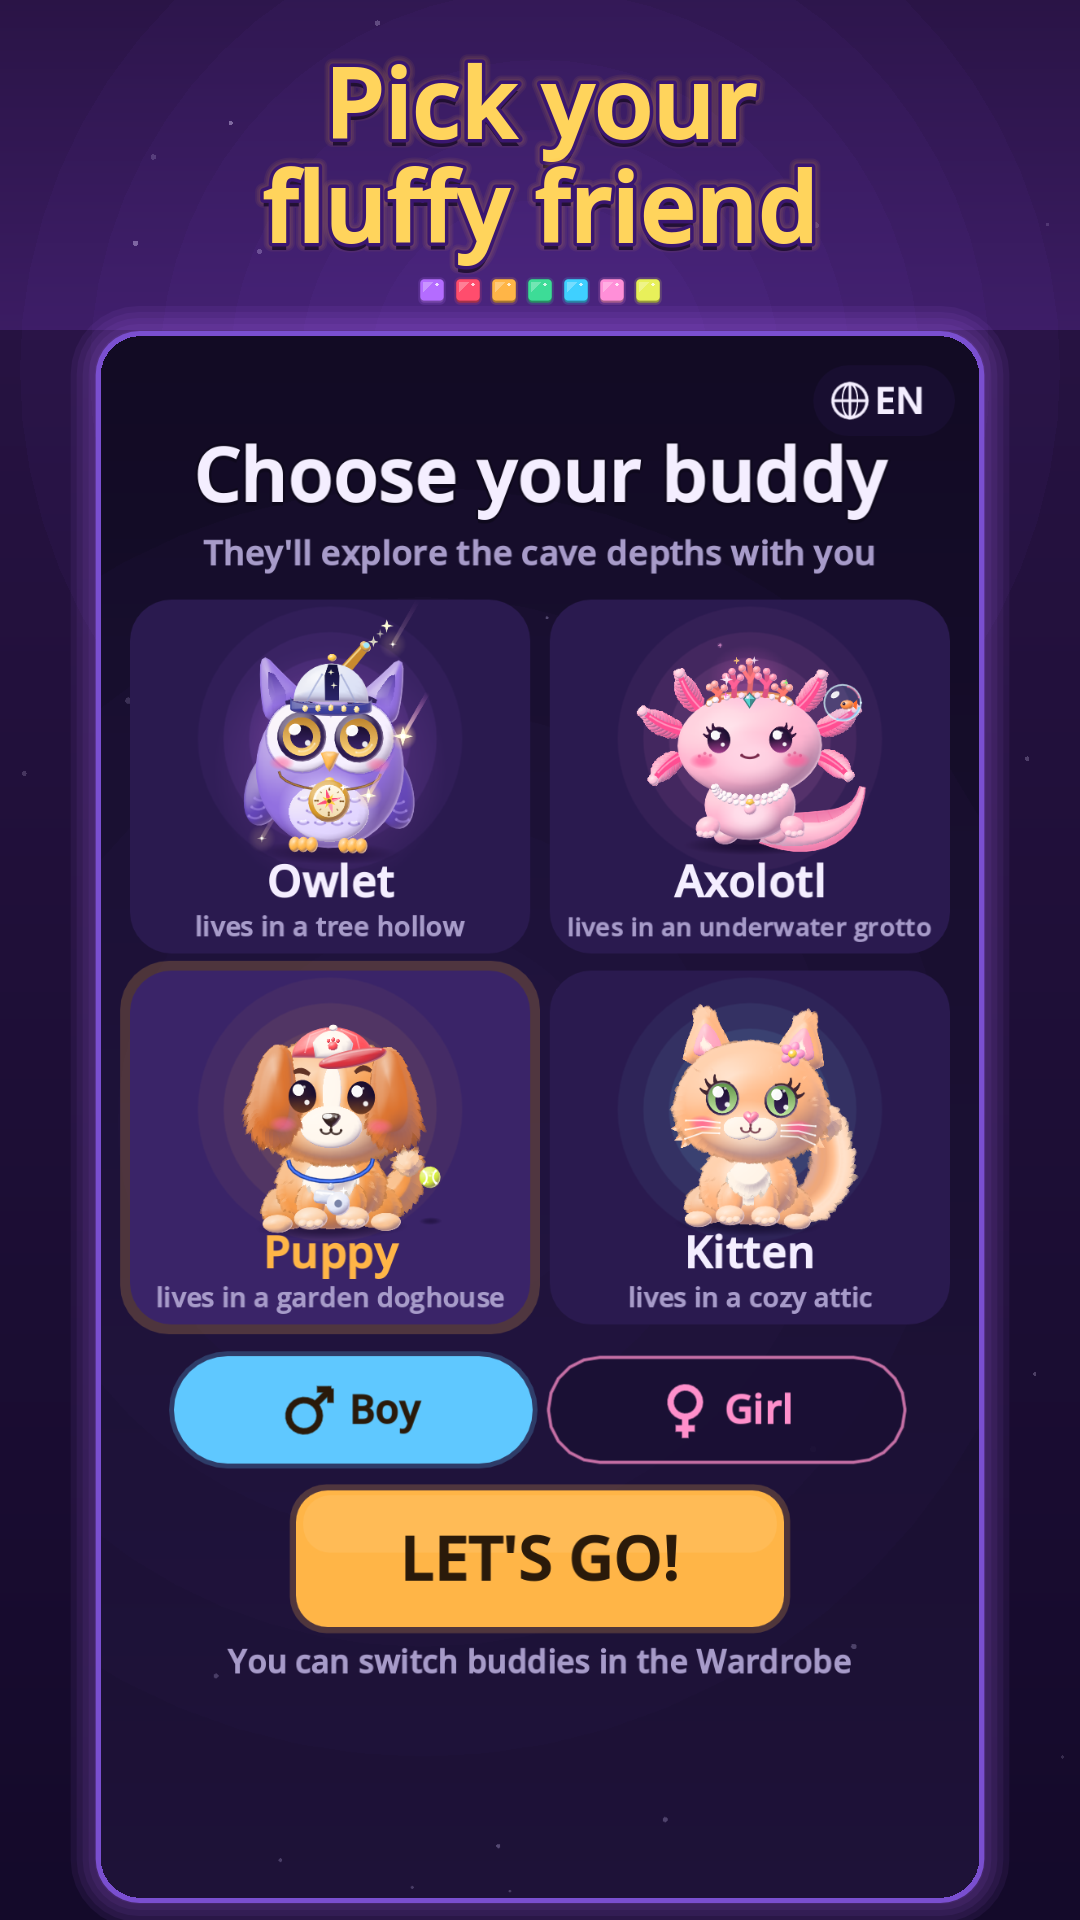 Pick your
fluffy friend
EN
Choose your buddy
They'll explore the cave depths with you
Owlet
lives in a tree hollow
Axolotl
lives in an underwater grotto
Puppy
lives in a garden doghouse
Kitten
lives in a cozy attic
Boy
Girl
LET'S GO!
You can switch buddies in the Wardrobe